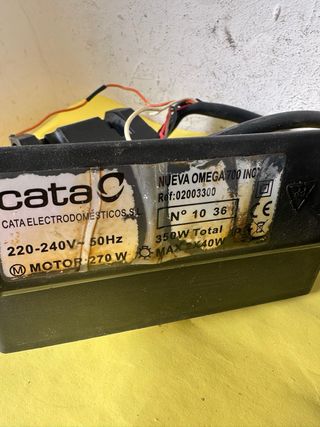 cata
CATA ELECTRODOMÉSTICOS S.L
220-240V~ 50Hz
M MOTOR 270 W
NUEVA OMEGA 700 INOX
Ref: 02003300
Nº 10 36
350W Total
MAX 2X40W
CE